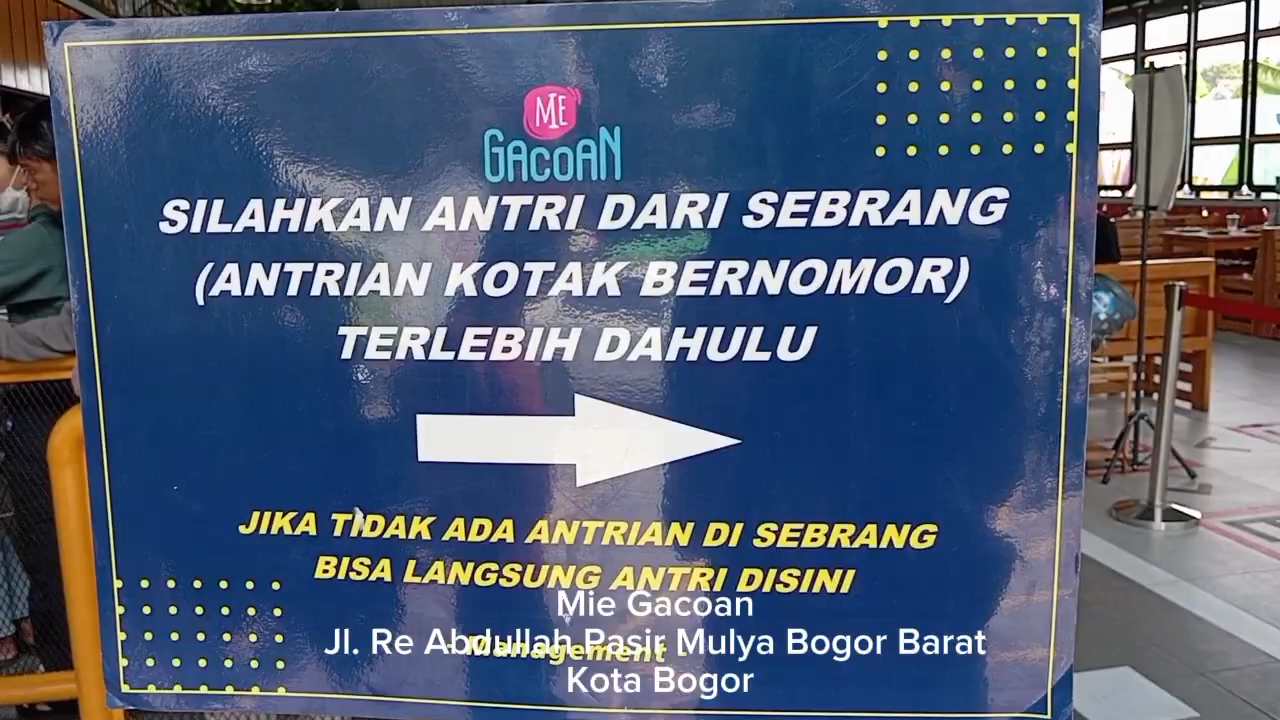 MIE
GACOAN
SILAHKAN ANTRI DARI SEBRANG
(ANTRIAN KOTAK BERNOMOR)
TERLEBIH DAHULU
JIKA TIDAK ADA ANTRIAN DI SEBRANG
BISA LANGSUNG ANTRI DISINI
- Management -
Mie Gacoan
Jl. Re Abdullah Pasir Mulya Bogor Barat
Kota Bogor